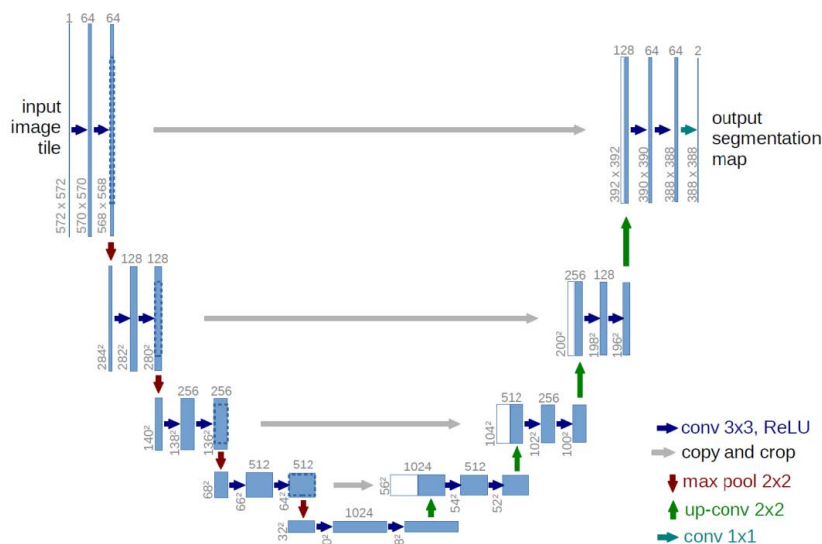 1 64 64
input
image
tile
572 x 572
570 x 570
568 x 568
128 64 64 2
output
segmentation
map
392 x 392
390 x 390
388 x 388
388 x 388
128 128
284²
282²
280²
256 128
200²
198²
196²
256 256
140²
138²
136²
512 256
104²
102²
100²
512 512
68²
66²
64²
1024 512
56²
54²
52²
1024
32²
conv 3x3, ReLU
copy and crop
max pool 2x2
up-conv 2x2
conv 1x1